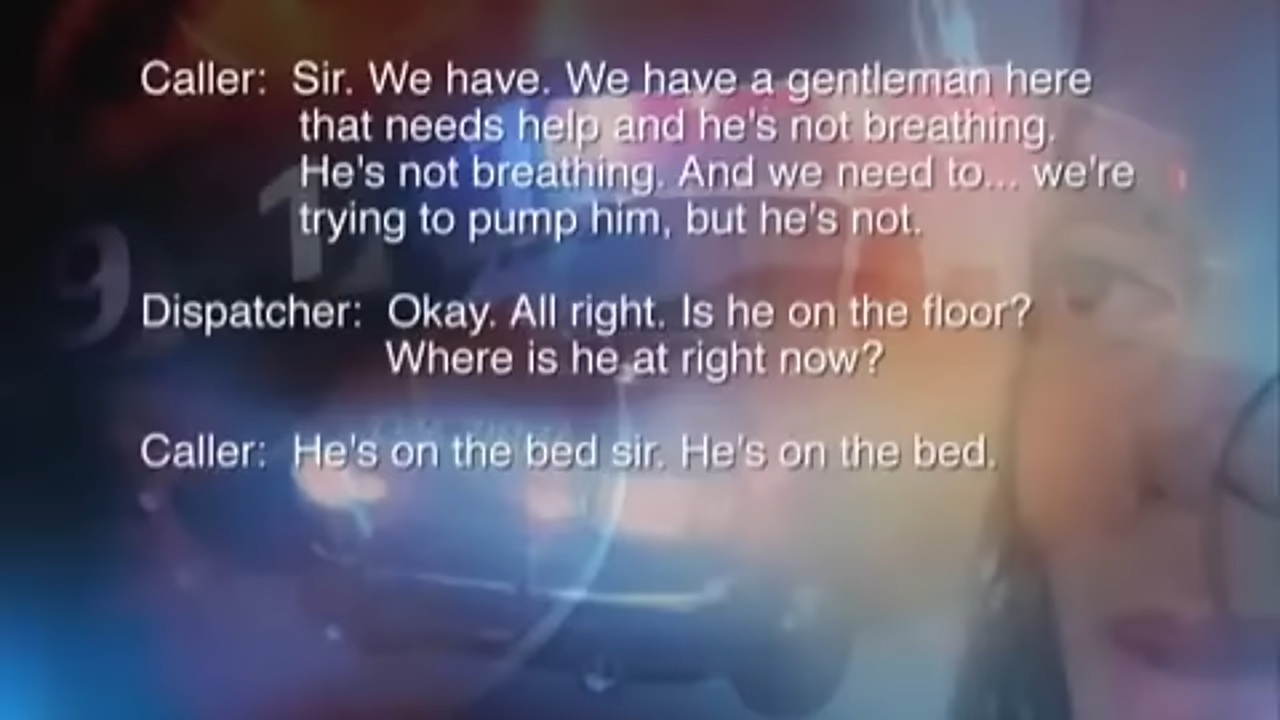 Caller: Sir. We have. We have a gentleman here
that needs help and he's not breathing.
He's not breathing. And we need to... we're
trying to pump him, but he's not.
Dispatcher: Okay. All right. Is he on the floor?
Where is he at right now?
Caller: He's on the bed sir. He's on the bed.
9 1